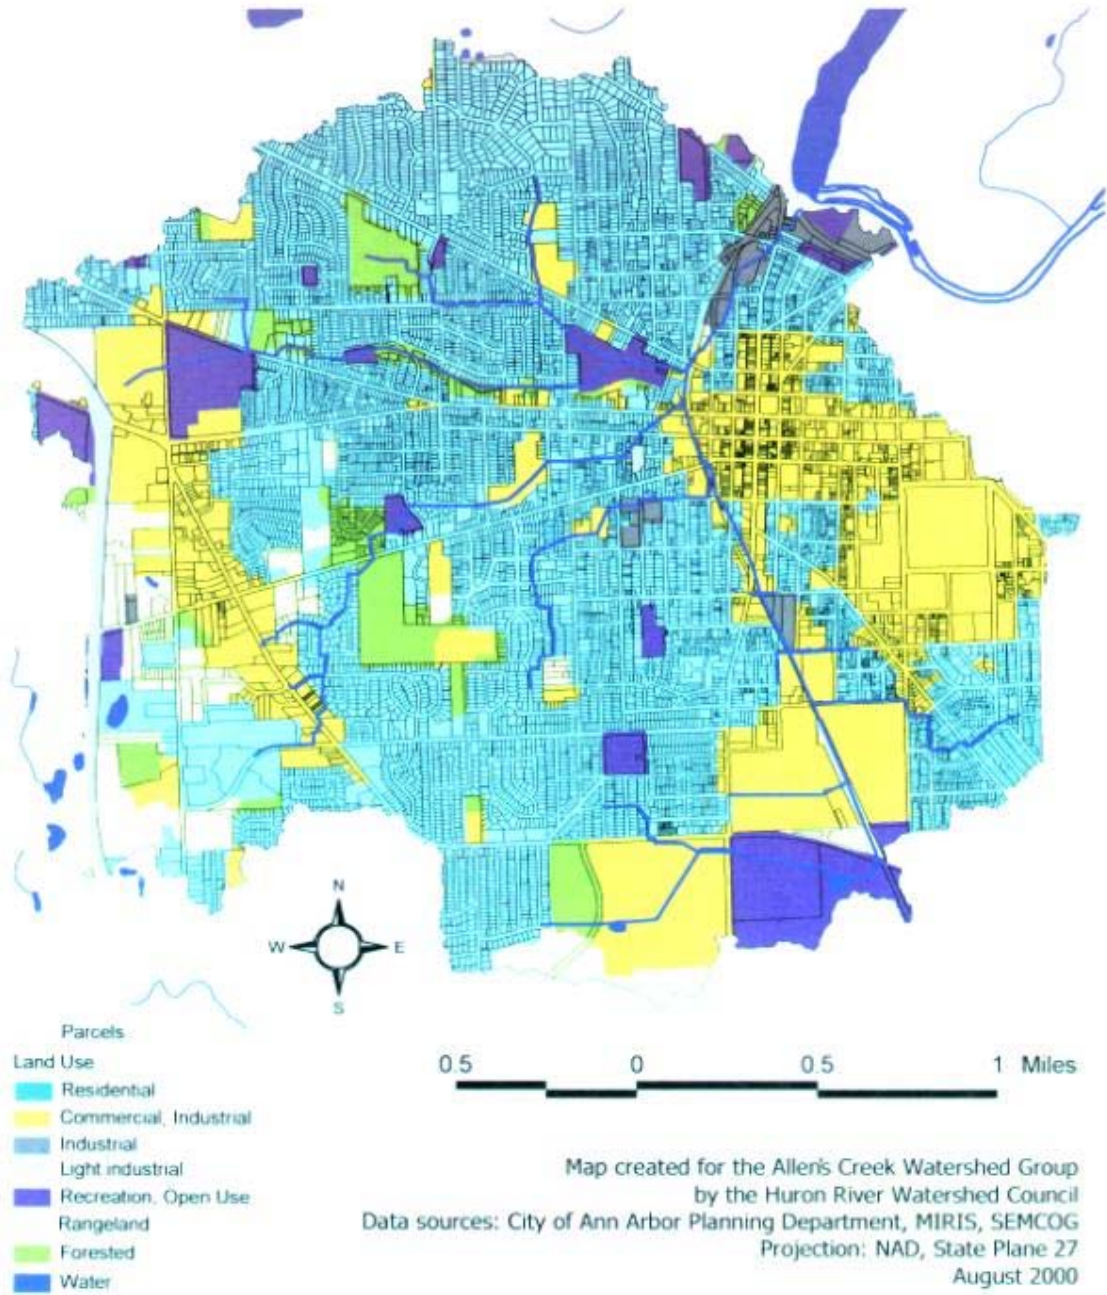 N
W E
S
Parcels
Land Use
Residential
Commercial, Industrial
Industrial
Light industrial
Recreation, Open Use
Rangeland
Forested
Water
0.5 0 0.5 1 Miles
Map created for the Allen's Creek Watershed Group
by the Huron River Watershed Council
Data sources: City of Ann Arbor Planning Department, MIRIS, SEMCOG
Projection: NAD, State Plane 27
August 2000